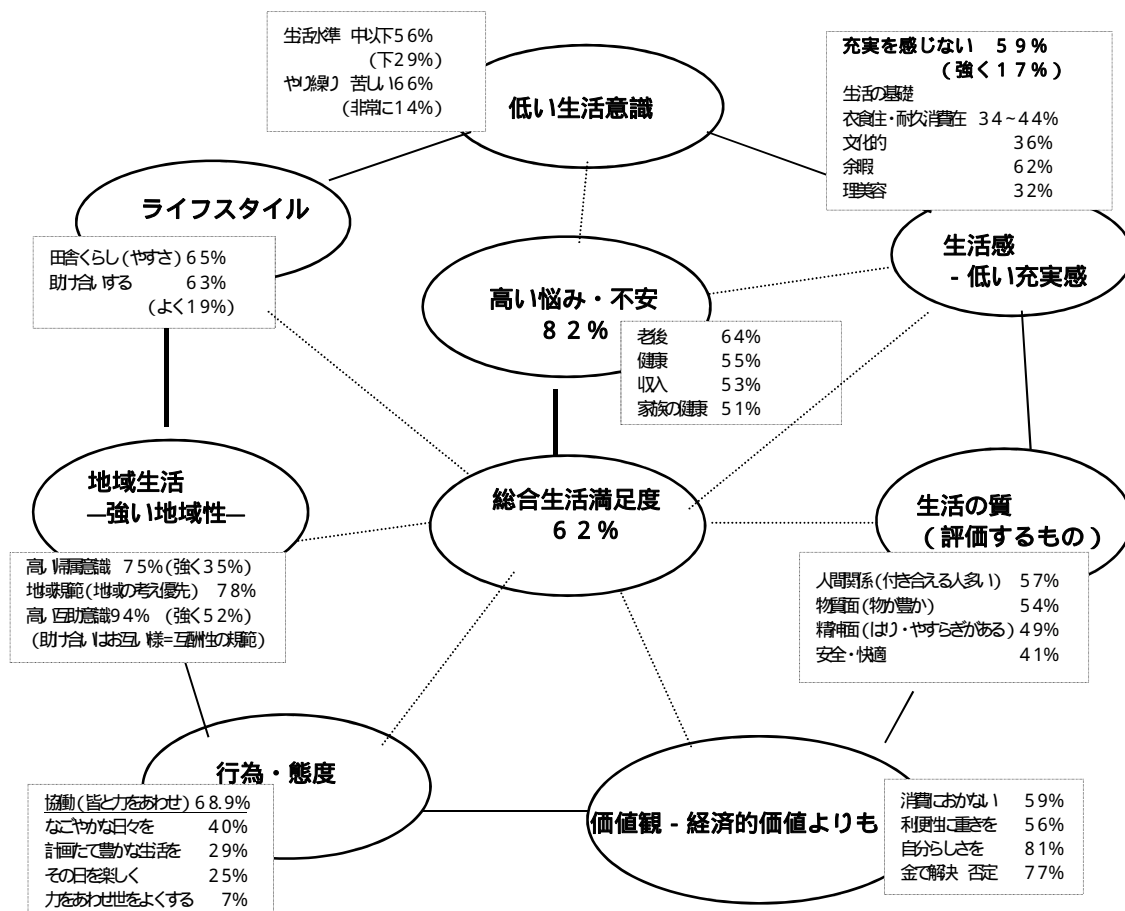 生活水準 中以下56%
(下29%)
やり繰り 苦しい66%
(非常に14%)
低い生活意識
充実を感じない 59%
(強く17%)
生活の基礎
衣食住・耐久消費在 34~44%
文化的 36%
余暇 62%
理美容 32%
ライフスタイル
田舎くらし(やすさ)65%
助け合いする 63%
(よく19%)
高い悩み・不安
82%
老後 64%
健康 55%
収入 53%
家族の健康 51%
生活感
- 低い充実感
地域生活
―強い地域性―
高い帰属意識 75%(強く35%)
地域規範(地域の考え優先) 78%
高い互助意識94% (強く52%)
(助け合いはお互い様=互酬性の規範)
総合生活満足度
62%
生活の質
(評価するもの)
人間関係(付き合える人多い) 57%
物質面(物が豊か) 54%
精神面(はり・やすらぎがある)49%
安全・快適 41%
行為・態度
協働(皆と力をあわせ)68.9%
なごやかな日々を 40%
計画たて豊かな生活を 29%
その日を楽しく 25%
力をあわせ世をよくする 7%
価値観 - 経済的価値よりも
消費におかない 59%
利便性に重きを 56%
自分らしさを 81%
金で解決 否定 77%